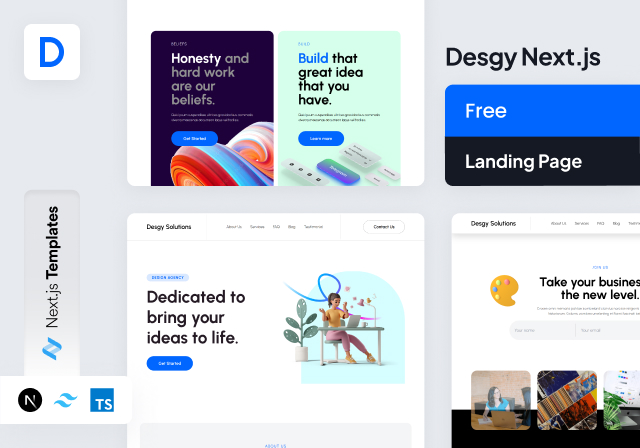 D
BELIEFS
Honesty and
hard work
are our
beliefs.
Get Started
BUILD
Build that
great idea
that you
have.
Learn more
Desgy Next.js
Free
Landing Page
Next.js Templates
N
TS
Desgy Solutions
About Us
Services
FAQ
Blog
Testimonial
Contact Us
DESIGN AGENCY
Dedicated to
bring your
ideas to life.
Get Started
ABOUT US
Desgy Solutions
About Us
Services
FAQ
Blog
JOIN US
Take your busines
the new level.
Your name
Your email